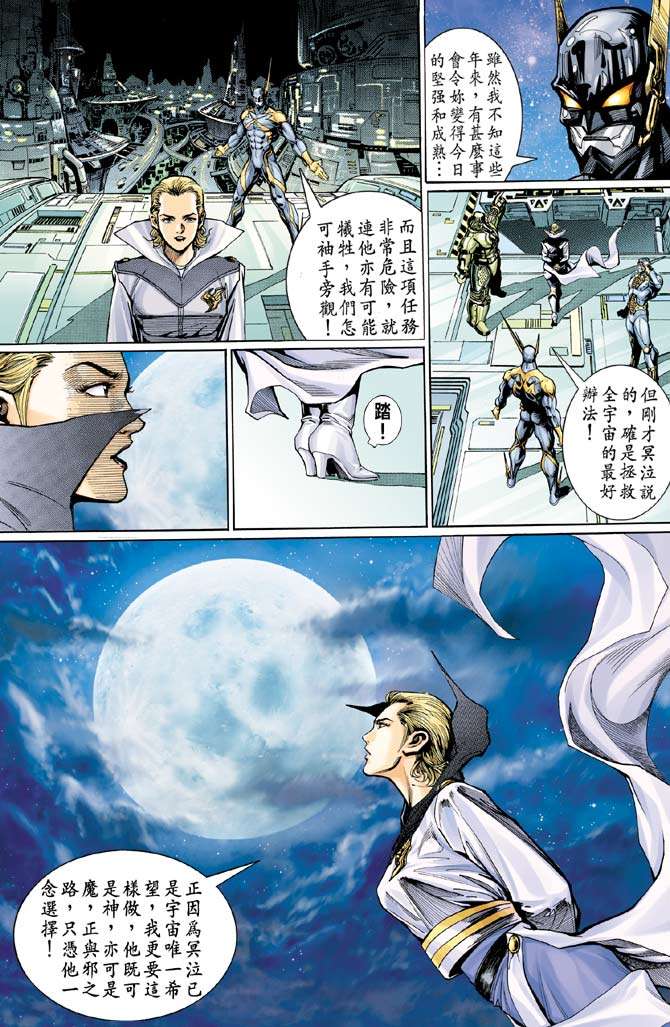 雖然我不知這些
年來，有甚麼事
會令妳變得今日
的堅强和成熟…
而且這項任務
非常危險，就
連他亦有可能
犧牲，我們怎
可袖手旁觀！
但剛才冥泣說
的，確是拯救
全宇宙的最好
辦法！
踏！
正因為冥泣已
是宇宙唯一希
望，我更要這
樣做，他既可
是神，亦可是
魔，正與邪之
路，只憑他一
念選擇！